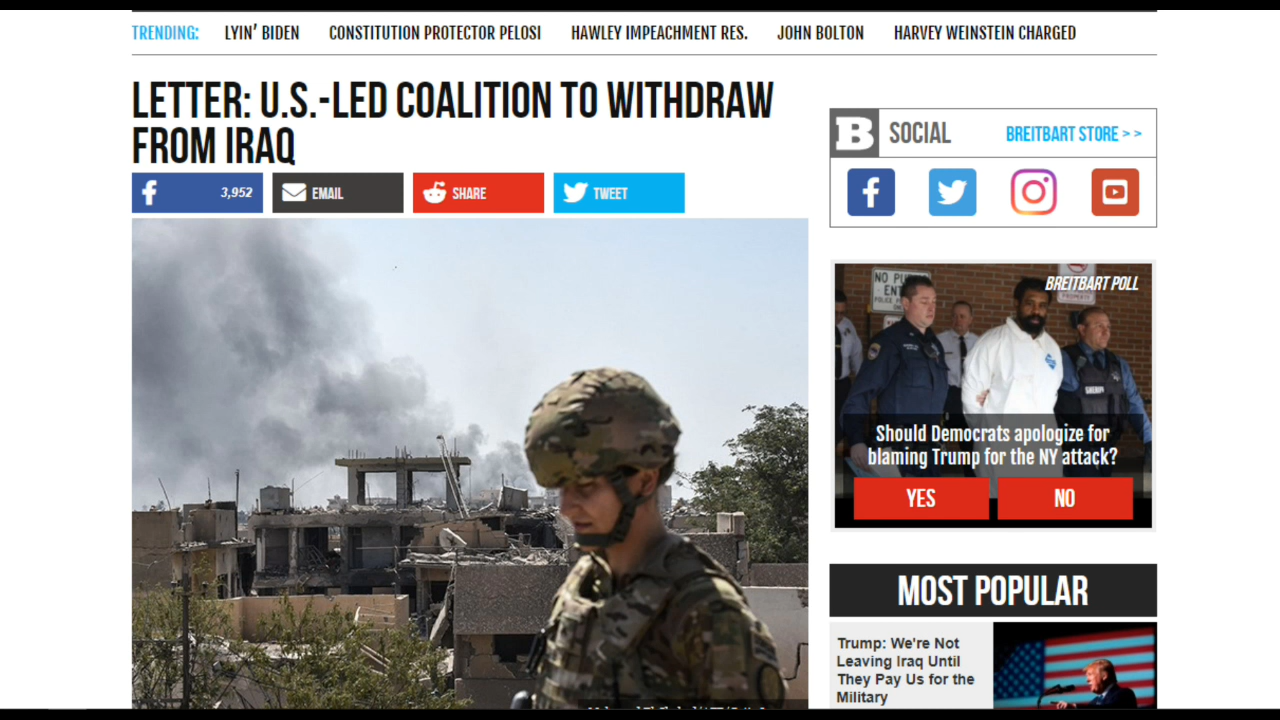 TRENDING: LYIN' BIDEN CONSTITUTION PROTECTOR PELOSI HAWLEY IMPEACHMENT RES. JOHN BOLTON HARVEY WEINSTEIN CHARGED
LETTER: U.S.-LED COALITION TO WITHDRAW
FROM IRAQ
3,952 EMAIL SHARE TWEET
B SOCIAL BREITBART STORE > >
BREITBART POLL
NO
SHERIFF
Should Democrats apologize for
blaming Trump for the NY attack?
YES NO
MOST POPULAR
Trump: We're Not
Leaving Iraq Until
They Pay Us for the
Military